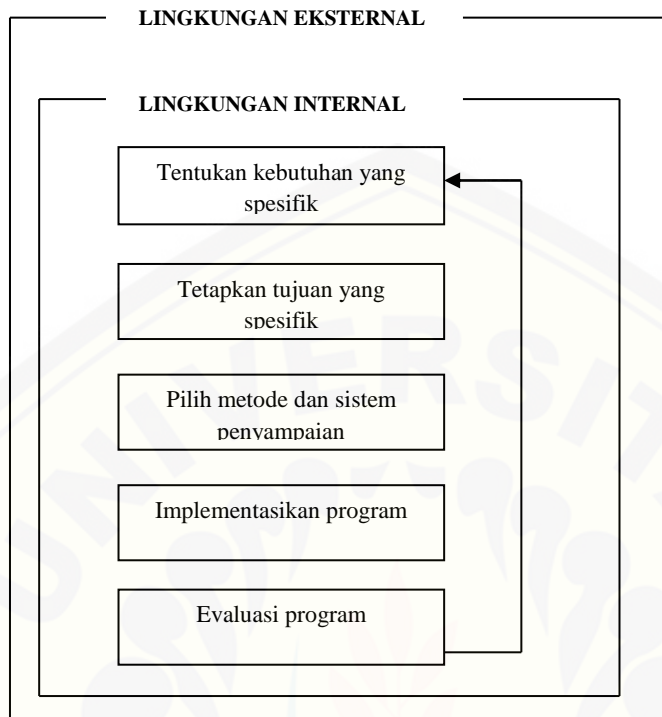 LINGKUNGAN EKSTERNAL
LINGKUNGAN INTERNAL
Tentukan kebutuhan yang
spesifik
Tetapkan tujuan yang
spesifik
Pilih metode dan sistem
penyampaian
Implementasikan program
Evaluasi program
UNIVERSIT